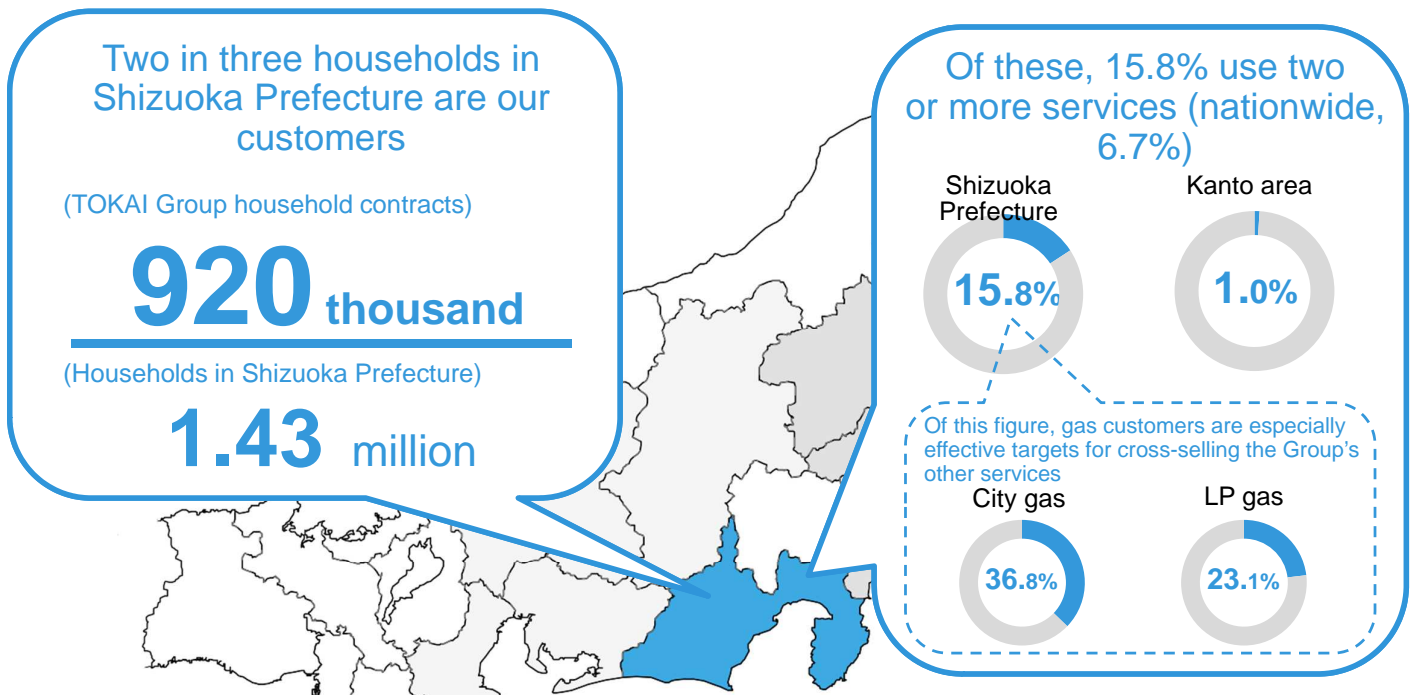 Two in three households in
Shizuoka Prefecture are our
customers
(TOKAI Group household contracts)
920 thousand
(Households in Shizuoka Prefecture)
1.43 million
Of these, 15.8% use two
or more services (nationwide,
6.7%)
Shizuoka
Prefecture
15.8%
Kanto area
1.0%
Of this figure, gas customers are especially
effective targets for cross-selling the Group's
other services
City gas
36.8%
LP gas
23.1%